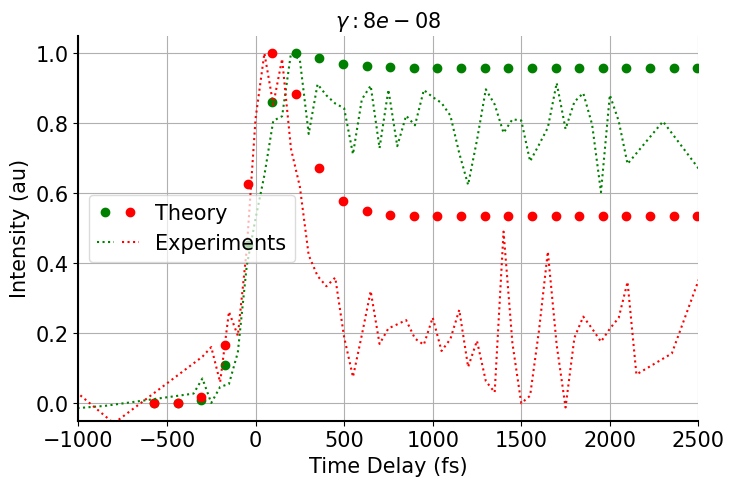 γ : 8e − 08
Intensity (au)
1.0
0.8
0.6
0.4
0.2
0.0
Theory
Experiments
−1000 −500 0 500 1000 1500 2000 2500
Time Delay (fs)